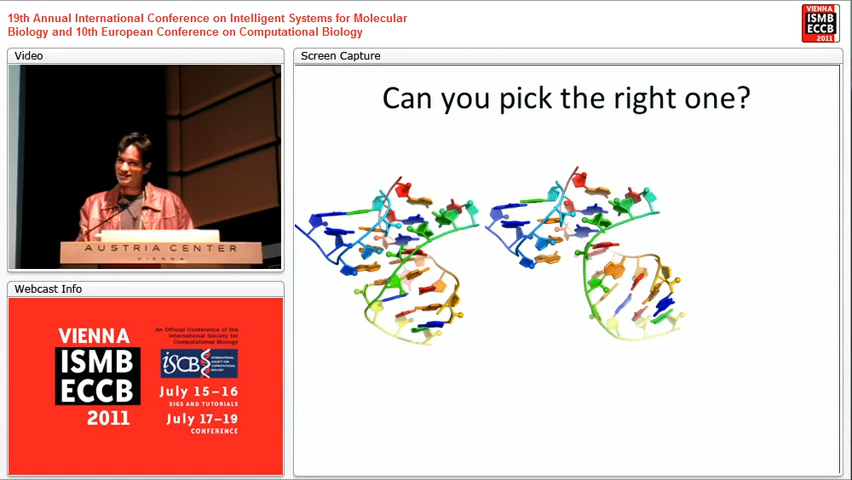 19th Annual International Conference on Intelligent Systems for Molecular
Biology and 10th European Conference on Computational Biology
VIENNA
ISMB
ECCB
2011
Video
Screen Capture
Can you pick the right one?
AUSTRIA CENTER
VIENNA
Webcast Info
VIENNA
ISMB
ECCB
2011
An Official Conference of the
International Society for
Computational Biology
iSCB
INTERNATIONAL
SOCIETY FOR
COMPUTATIONAL
BIOLOGY
July 15–16
SIGS AND TUTORIALS
July 17–19
CONFERENCE